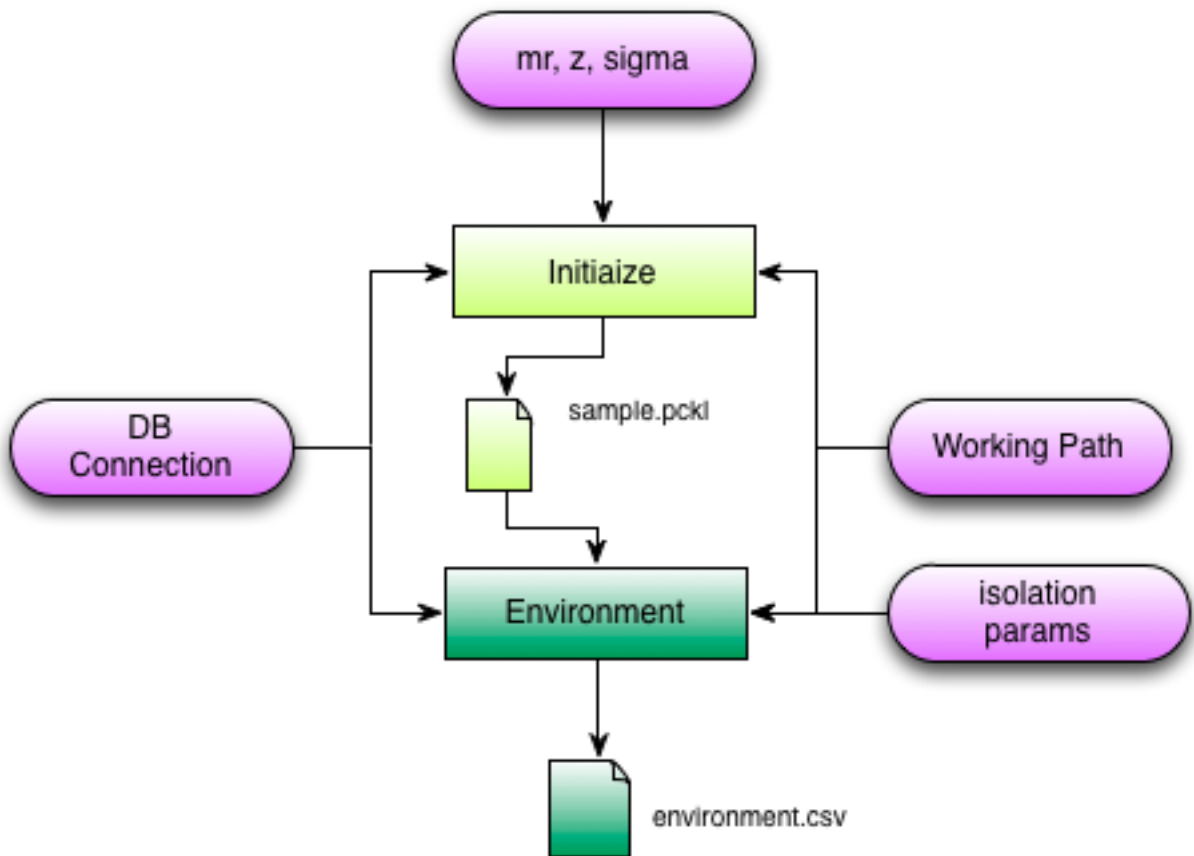 mr, z, sigma
Initiaize
sample.pckl
DB
Connection
Working Path
isolation
params
Environment
environment.csv